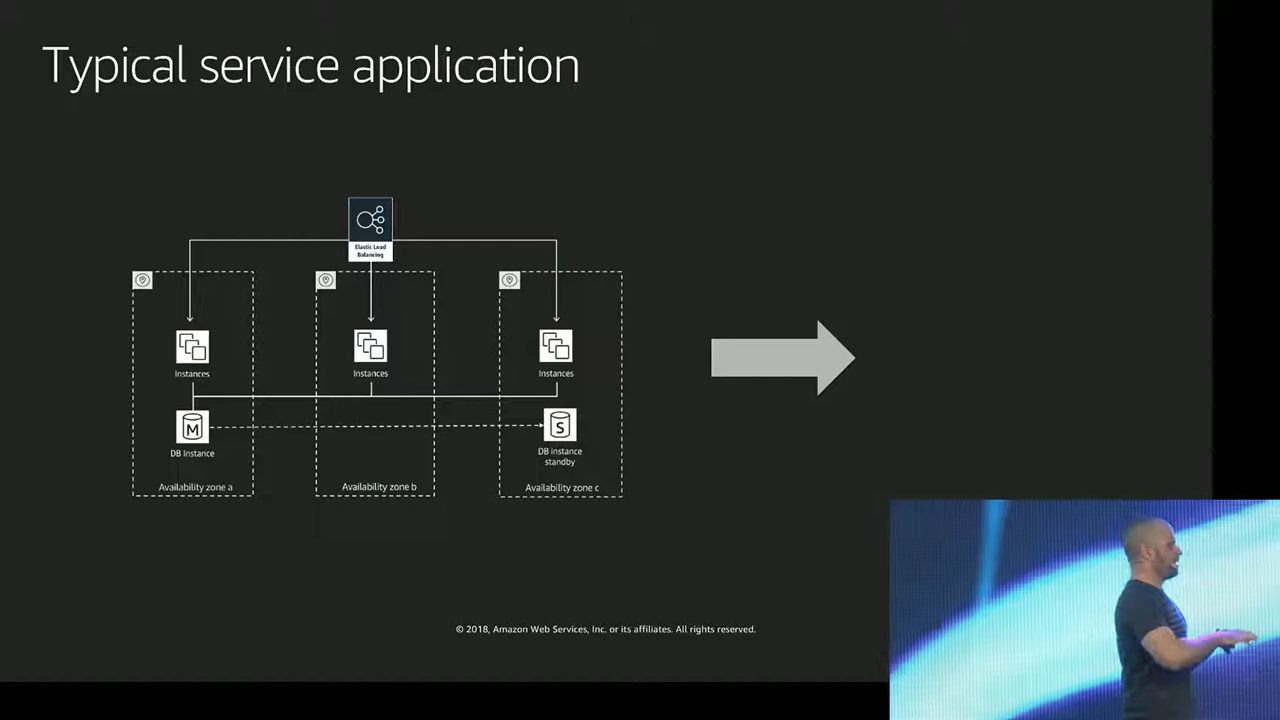 Typical service application
Elastic Load
Balancing
Instances
Instances
Instances
M
S
DB Instance
DB instance
standby
Availability zone a
Availability zone b
Availability zone c
© 2018, Amazon Web Services, Inc. or its affiliates. All rights reserved.